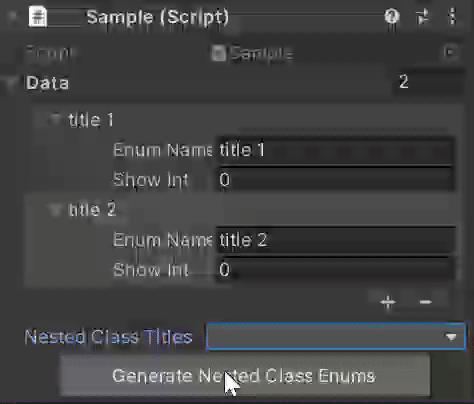 Sample (Script)
Script Sample
Data 2
title 1
Enum Name title 1
Show Int 0
title 2
Enum Name title 2
Show Int 0
+ -
Nested Class Titles
Generate Nested Class Enums